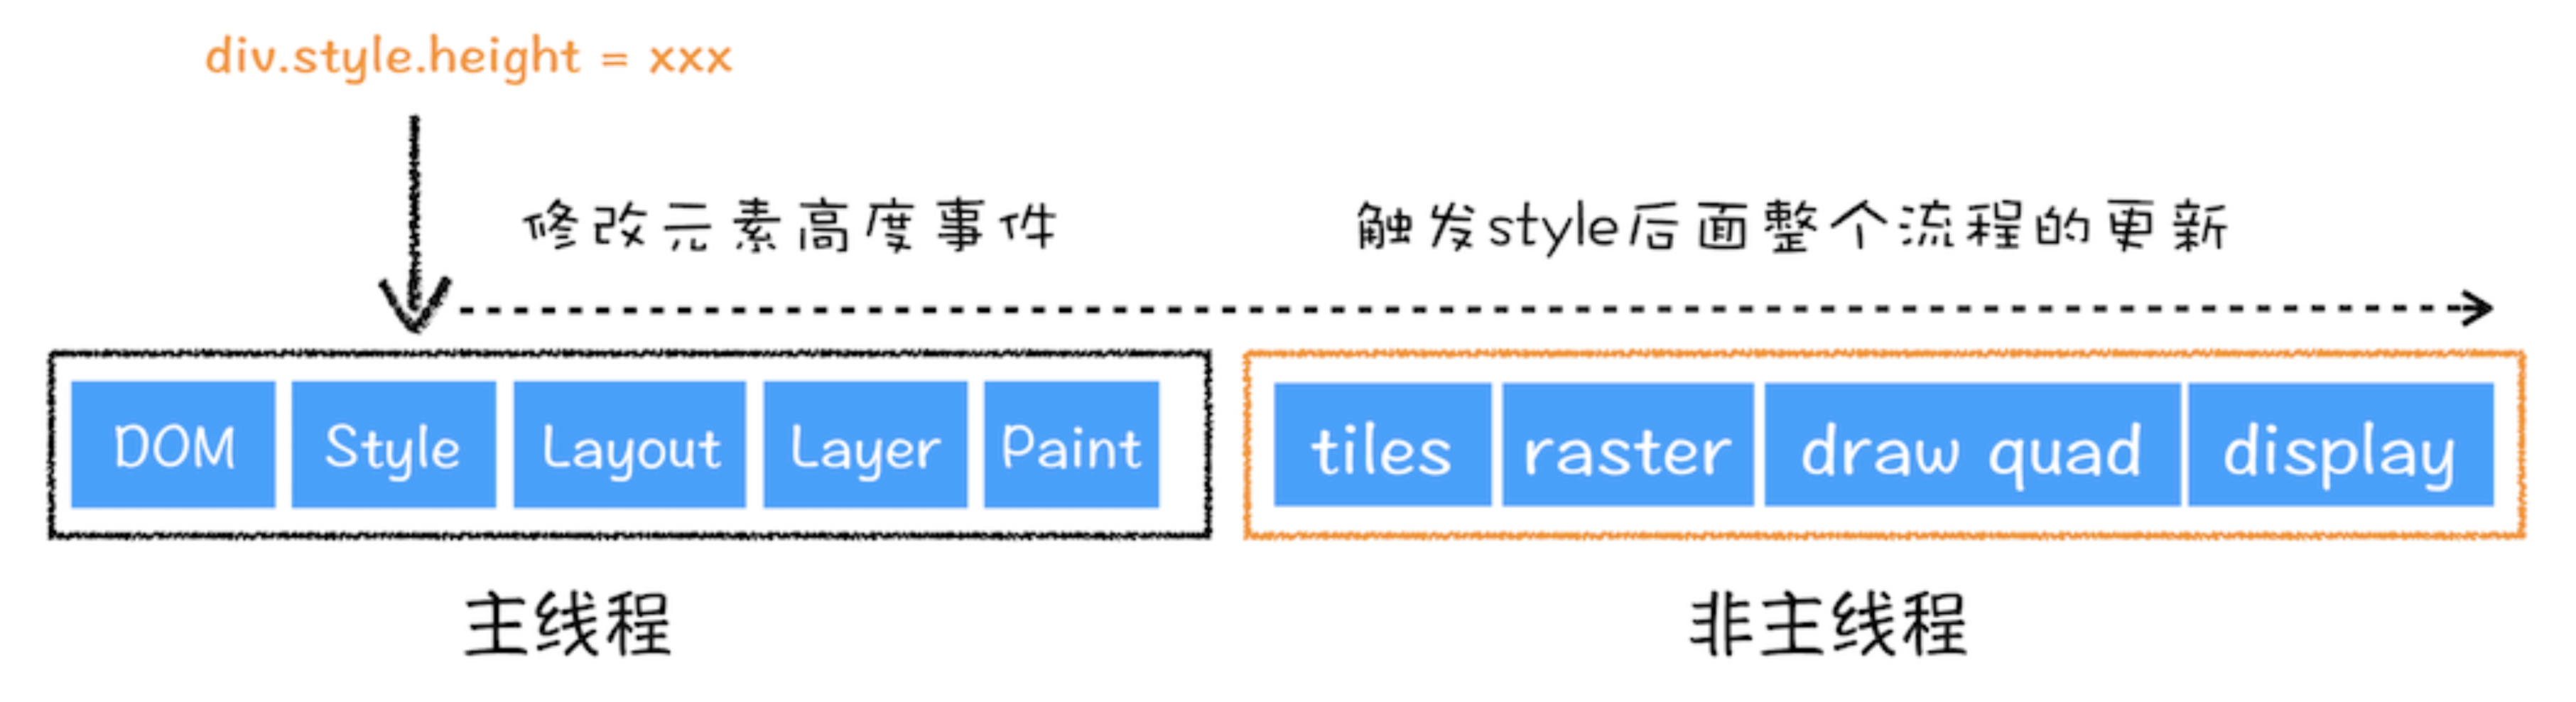 div.style.height = xxx
修改元素高度事件
触发style后面整个流程的更新
DOM
Style
Layout
Layer
Paint
tiles
raster
draw quad
display
主线程
非主线程